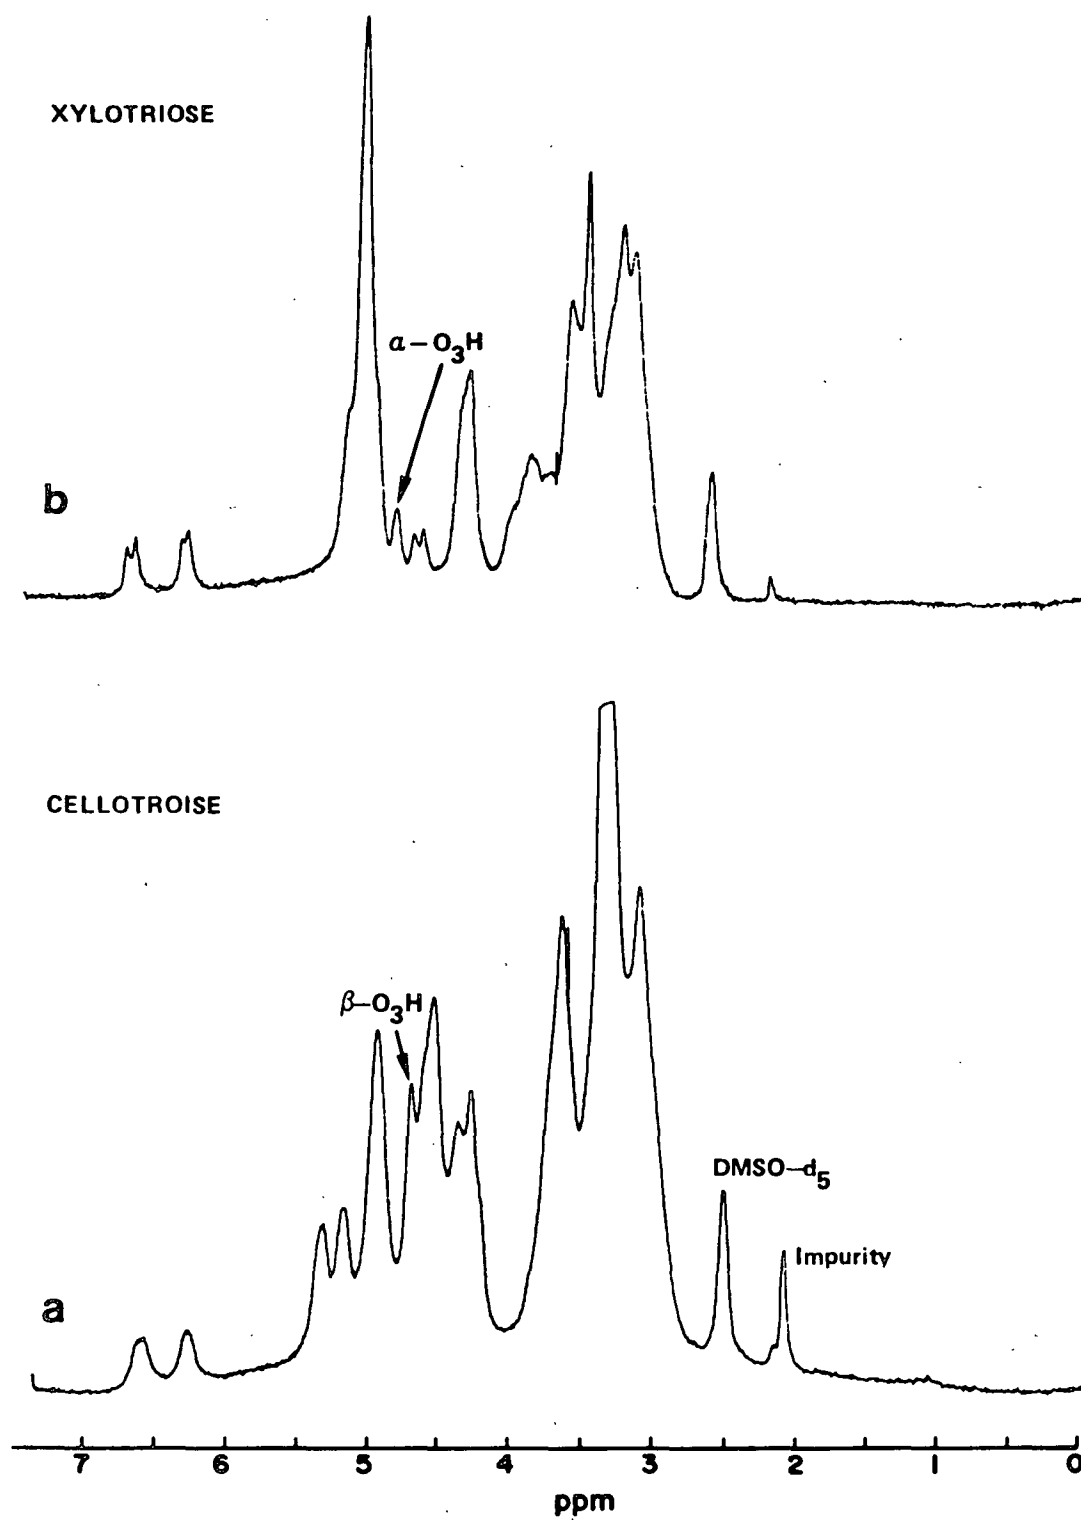 XYLOTRIOSE
α–O3H
b
CELLOTROISE
β–O3H
DMSO–d5
Impurity
a
7 6 5 4 3 2 1 0
ppm